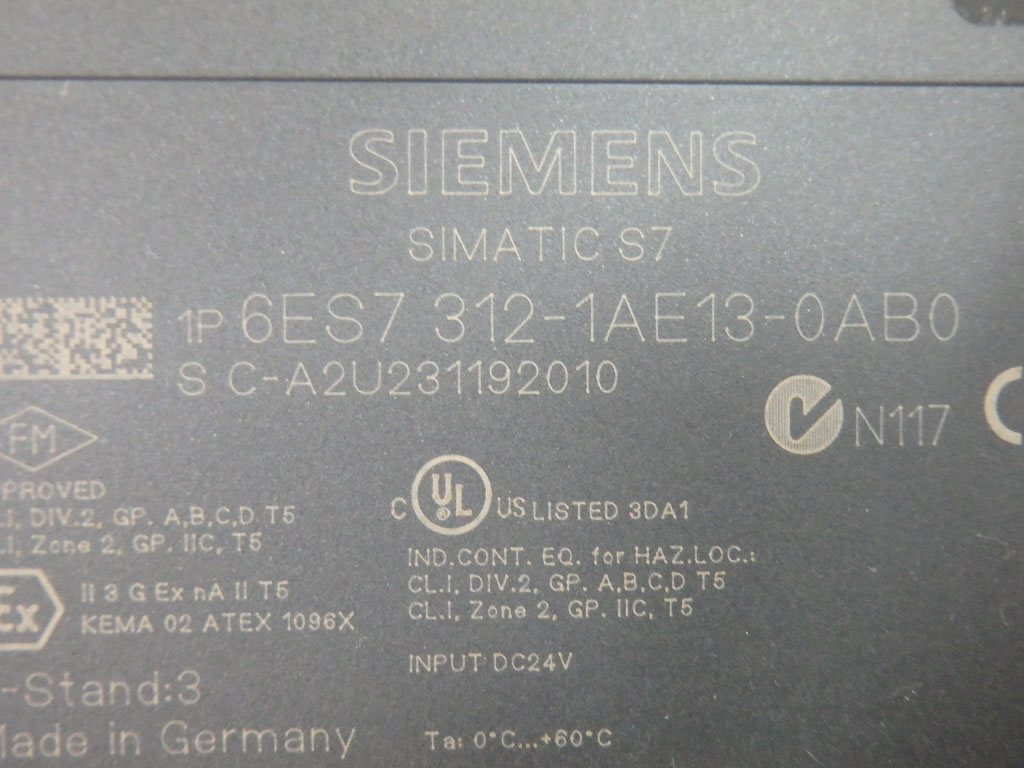 SIEMENS
SIMATIC S7
1P 6ES7 312-1AE13-0AB0
S C-A2U231192010
N117
FM
PROVED
.I, DIV.2, GP. A,B,C,D T5
.I, Zone 2, GP. IIC, T5
C UL US LISTED 3DA1
IND.CONT. EQ. for HAZ.LOC.:
CL.I, DIV.2, GP. A,B,C,D T5
CL.I, Zone 2, GP. IIC, T5
Ex
II 3 G Ex nA II T5
KEMA 02 ATEX 1096X
INPUT DC24V
-Stand:3
Made in Germany
Ta: 0°C...+60°C